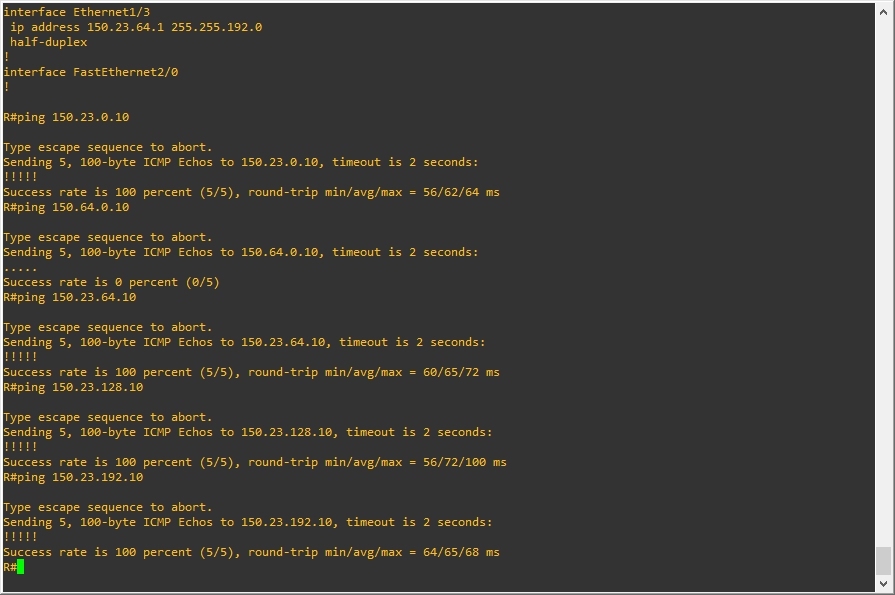 interface Ethernet1/3
 ip address 150.23.64.1 255.255.192.0
 half-duplex
!
interface FastEthernet2/0
!
R#ping 150.23.0.10
Type escape sequence to abort.
Sending 5, 100-byte ICMP Echos to 150.23.0.10, timeout is 2 seconds:
!!!!!
Success rate is 100 percent (5/5), round-trip min/avg/max = 56/62/64 ms
R#ping 150.64.0.10
Type escape sequence to abort.
Sending 5, 100-byte ICMP Echos to 150.64.0.10, timeout is 2 seconds:
.....
Success rate is 0 percent (0/5)
R#ping 150.23.64.10
Type escape sequence to abort.
Sending 5, 100-byte ICMP Echos to 150.23.64.10, timeout is 2 seconds:
!!!!!
Success rate is 100 percent (5/5), round-trip min/avg/max = 60/65/72 ms
R#ping 150.23.128.10
Type escape sequence to abort.
Sending 5, 100-byte ICMP Echos to 150.23.128.10, timeout is 2 seconds:
!!!!!
Success rate is 100 percent (5/5), round-trip min/avg/max = 56/72/100 ms
R#ping 150.23.192.10
Type escape sequence to abort.
Sending 5, 100-byte ICMP Echos to 150.23.192.10, timeout is 2 seconds:
!!!!!
Success rate is 100 percent (5/5), round-trip min/avg/max = 64/65/68 ms
R#